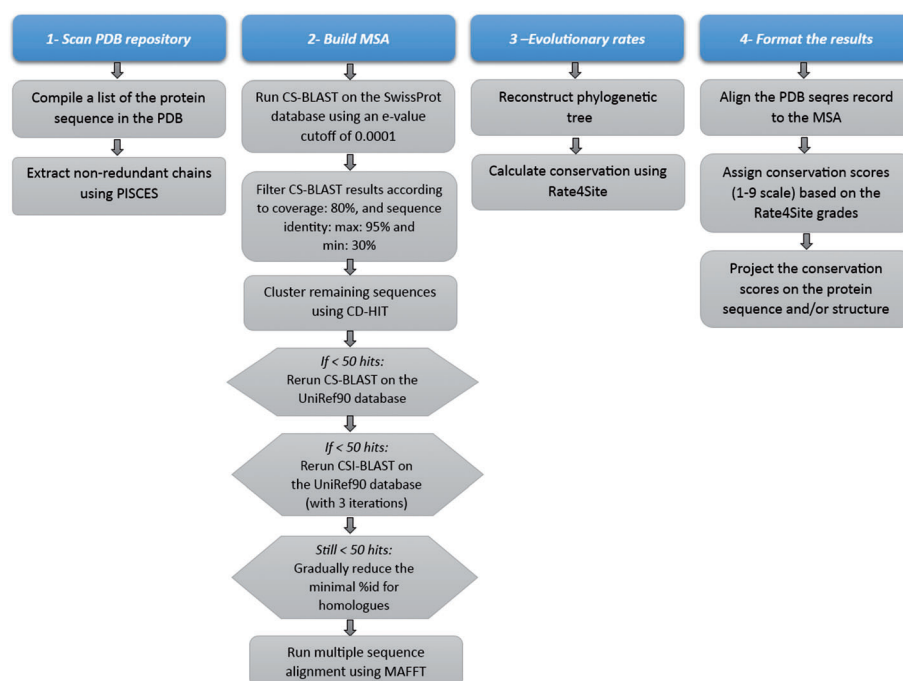 1- Scan PDB repository
Compile a list of the protein
sequence in the PDB
Extract non-redundant chains
using PISCES
2- Build MSA
Run CS-BLAST on the SwissProt
database using an e-value
cutoff of 0.0001
Filter CS-BLAST results according
to coverage: 80%, and sequence
identity: max: 95% and
min: 30%
Cluster remaining sequences
using CD-HIT
If < 50 hits:
Rerun CS-BLAST on the
UniRef90 database
If < 50 hits:
Rerun CSI-BLAST on
the UniRef90 database
(with 3 iterations)
Still < 50 hits:
Gradually reduce the
minimal %id for
homologues
Run multiple sequence
alignment using MAFFT
3 –Evolutionary rates
Reconstruct phylogenetic
tree
Calculate conservation using
Rate4Site
4- Format the results
Align the PDB seqres record
to the MSA
Assign conservation scores
(1-9 scale) based on the
Rate4Site grades
Project the conservation
scores on the protein
sequence and/or structure